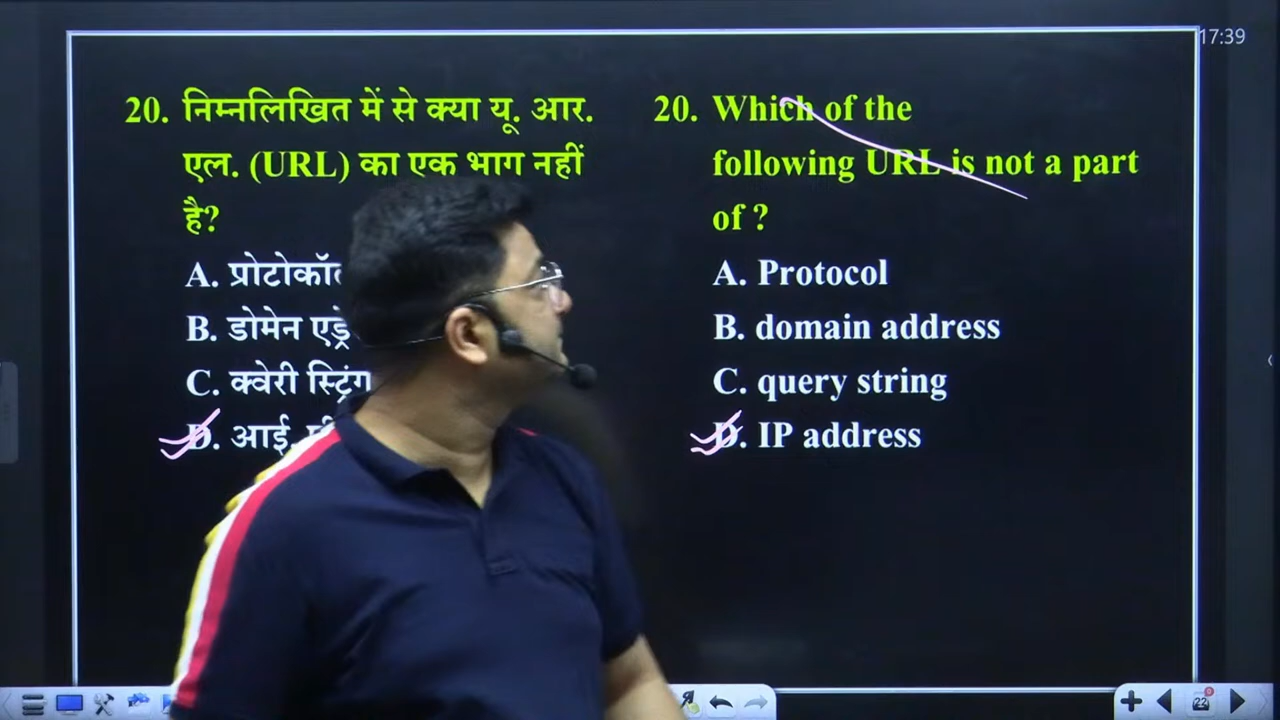 17:39
20. निम्नलिखित में से क्या यू. आर.
एल. (URL) का एक भाग नहीं
है?
A. प्रोटोकॉल
B. डोमेन
C. क्वेरी स्ट्रिंग
D. आई.
20. Which of the
following URL is not a part
of ?
A. Protocol
B. domain address
C. query string
D. IP address
22